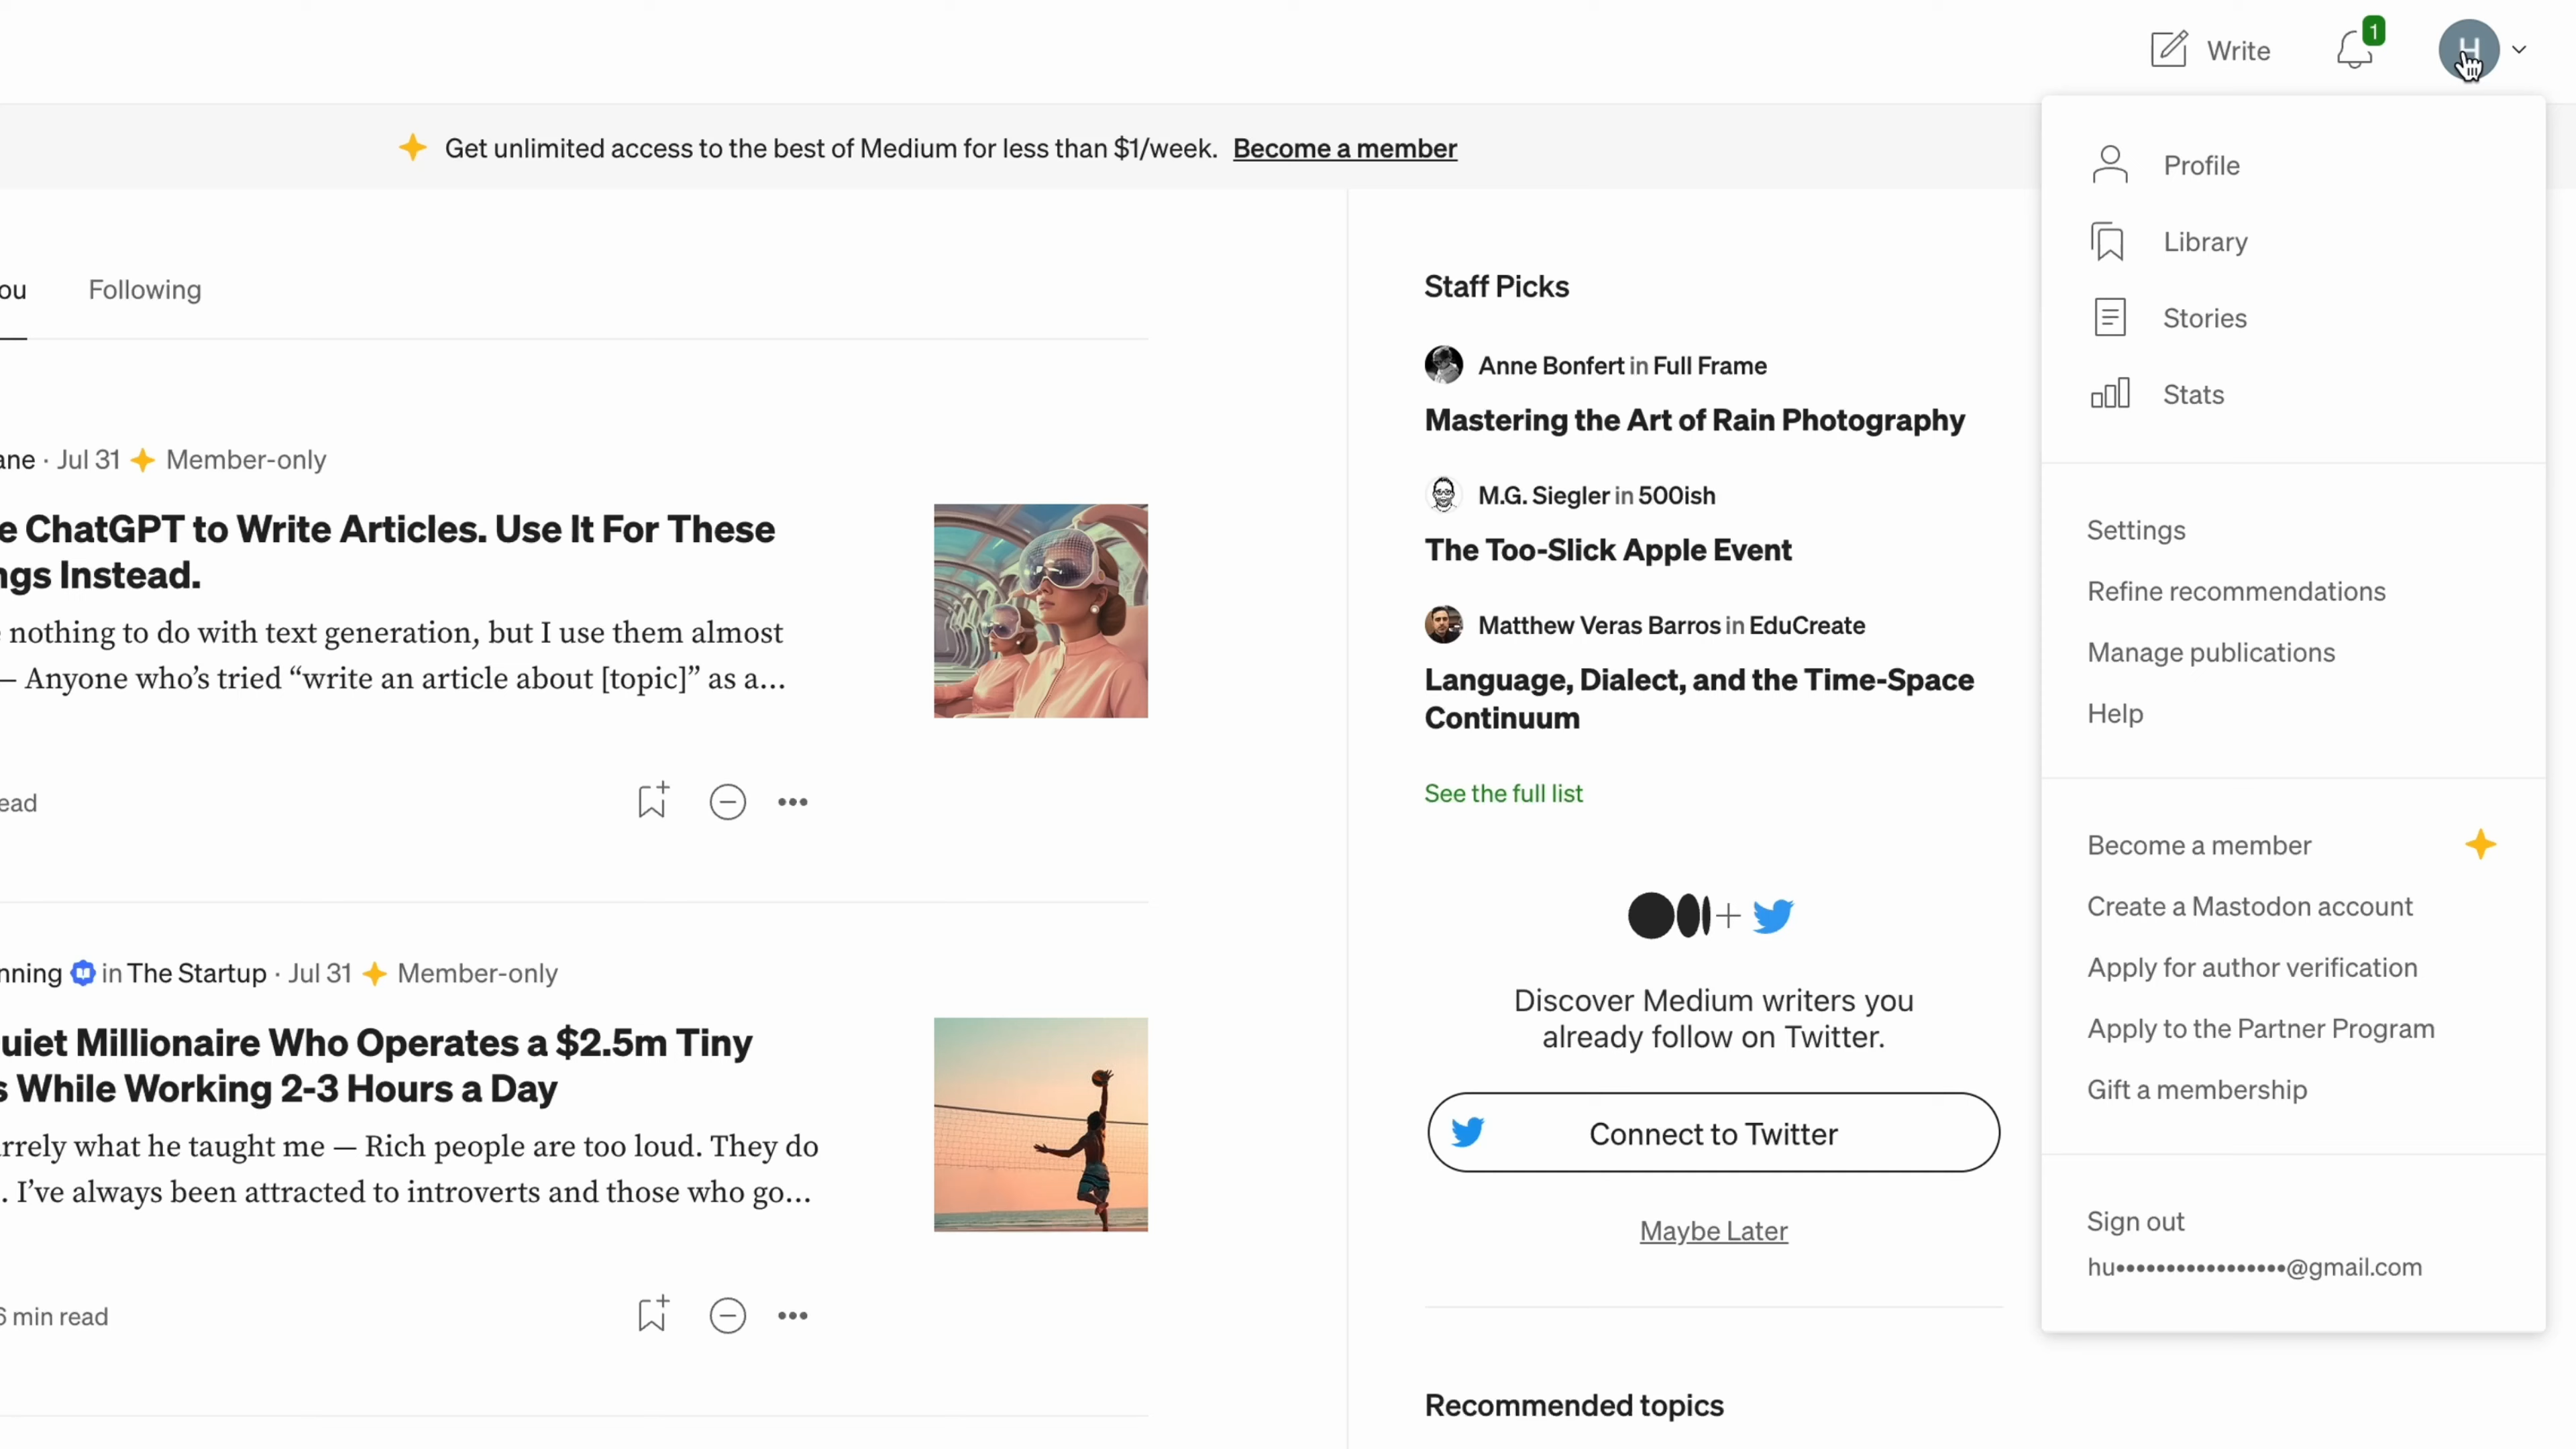 Write
1
H
Get unlimited access to the best of Medium for less than $1/week. Become a member
ou Following
ane · Jul 31 Member-only
e ChatGPT to Write Articles. Use It For These
ngs Instead.
nothing to do with text generation, but I use them almost
— Anyone who's tried “write an article about [topic]” as a...
ead
nning in The Startup · Jul 31 Member-only
uiet Millionaire Who Operates a $2.5m Tiny
s While Working 2-3 Hours a Day
rrely what he taught me — Rich people are too loud. They do
. I've always been attracted to introverts and those who go...
6 min read
Staff Picks
Anne Bonfert in Full Frame
Mastering the Art of Rain Photography
M.G. Siegler in 500ish
The Too-Slick Apple Event
Matthew Veras Barros in EduCreate
Language, Dialect, and the Time-Space
Continuum
See the full list
Discover Medium writers you
already follow on Twitter.
Connect to Twitter
Maybe Later
Recommended topics
Profile
Library
Stories
Stats
Settings
Refine recommendations
Manage publications
Help
Become a member
Create a Mastodon account
Apply for author verification
Apply to the Partner Program
Gift a membership
Sign out
hu•••••••••••••••••@gmail.com